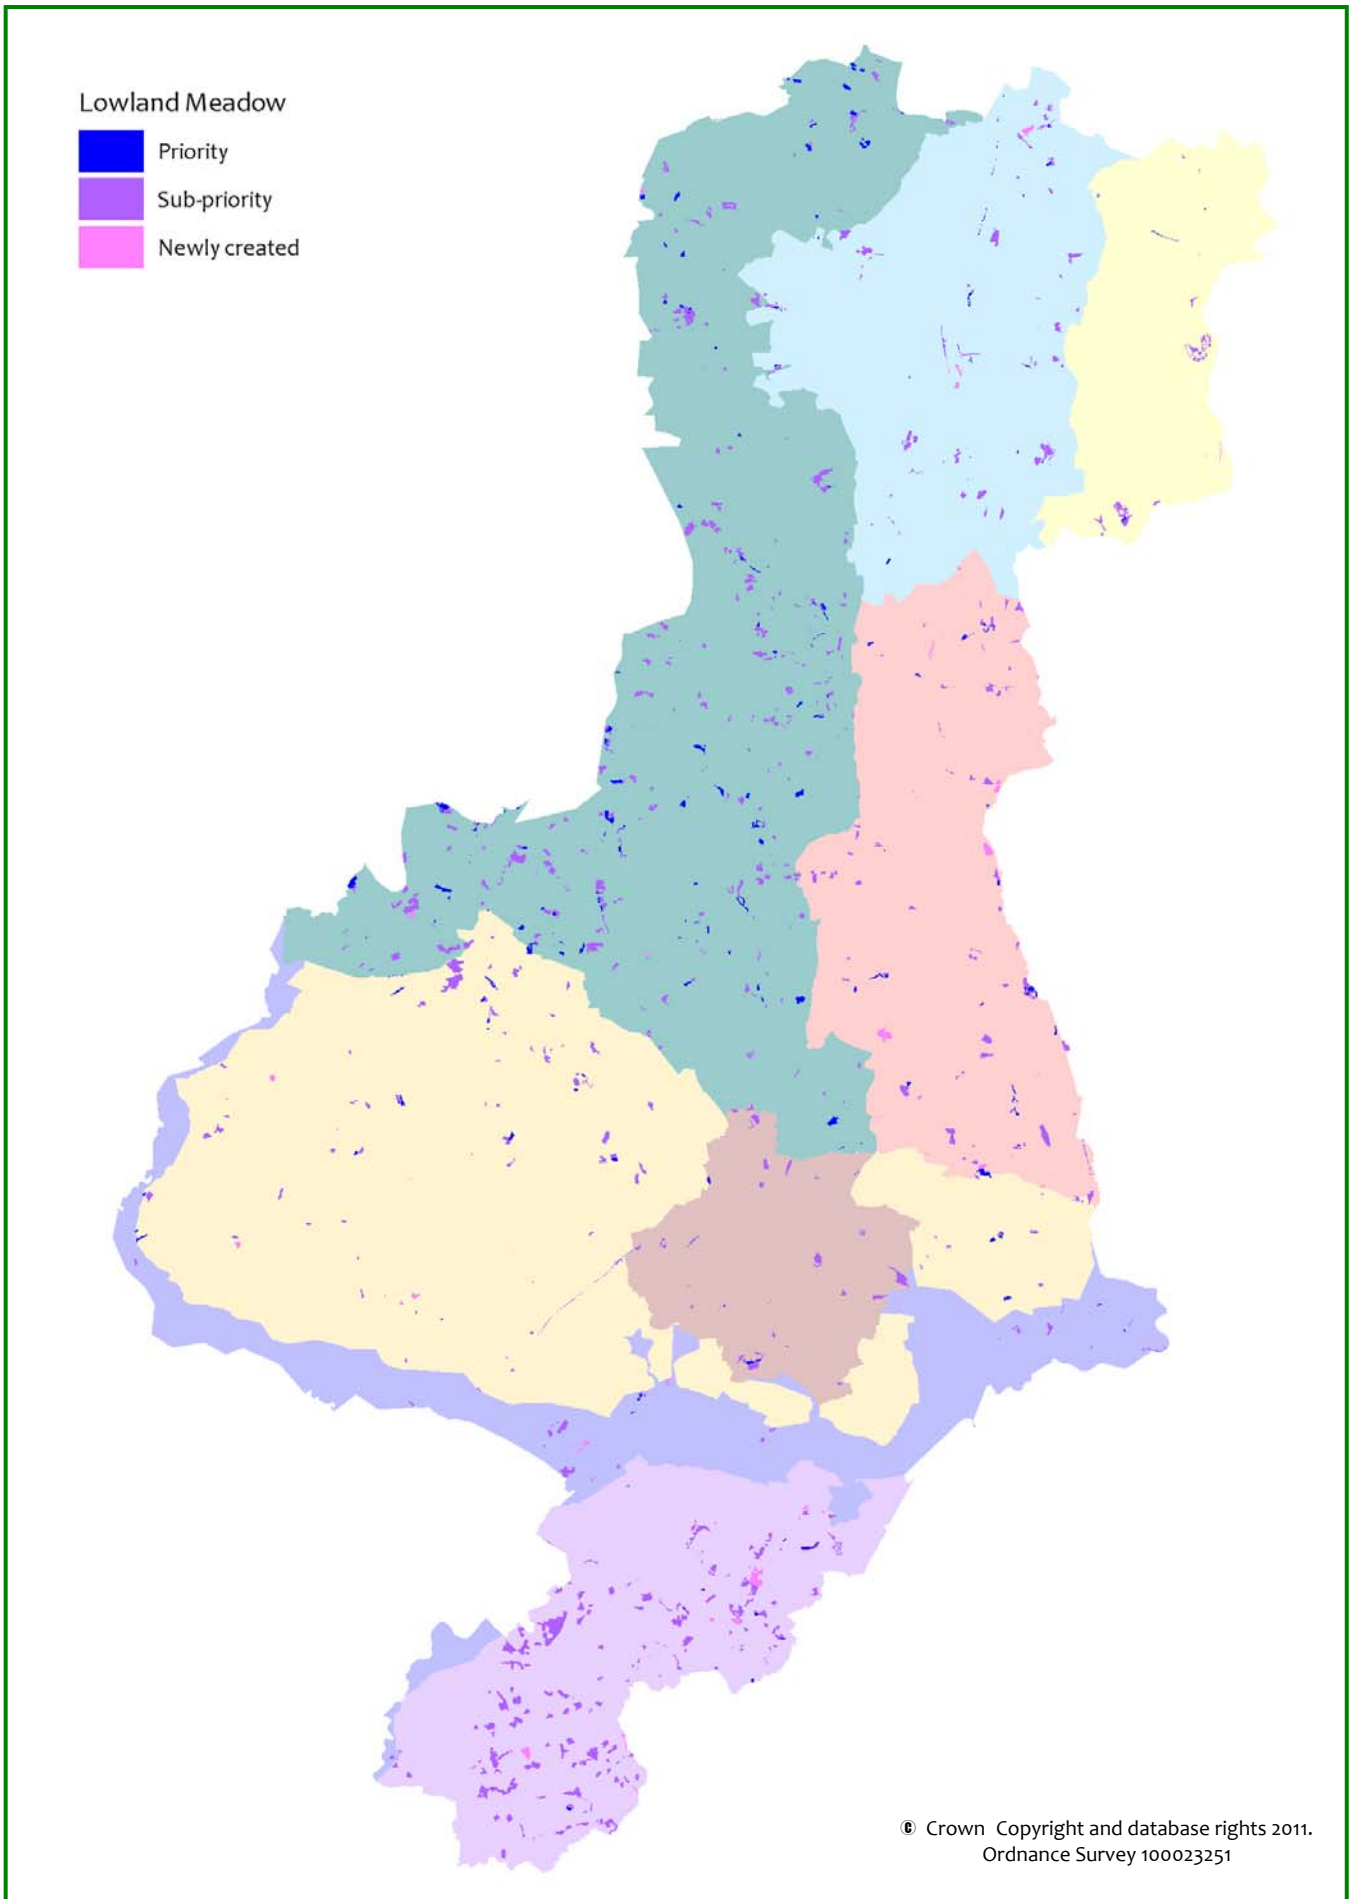 Lowland Meadow
Priority
Sub-priority
Newly created
© Crown Copyright and database rights 2011.
Ordnance Survey 100023251